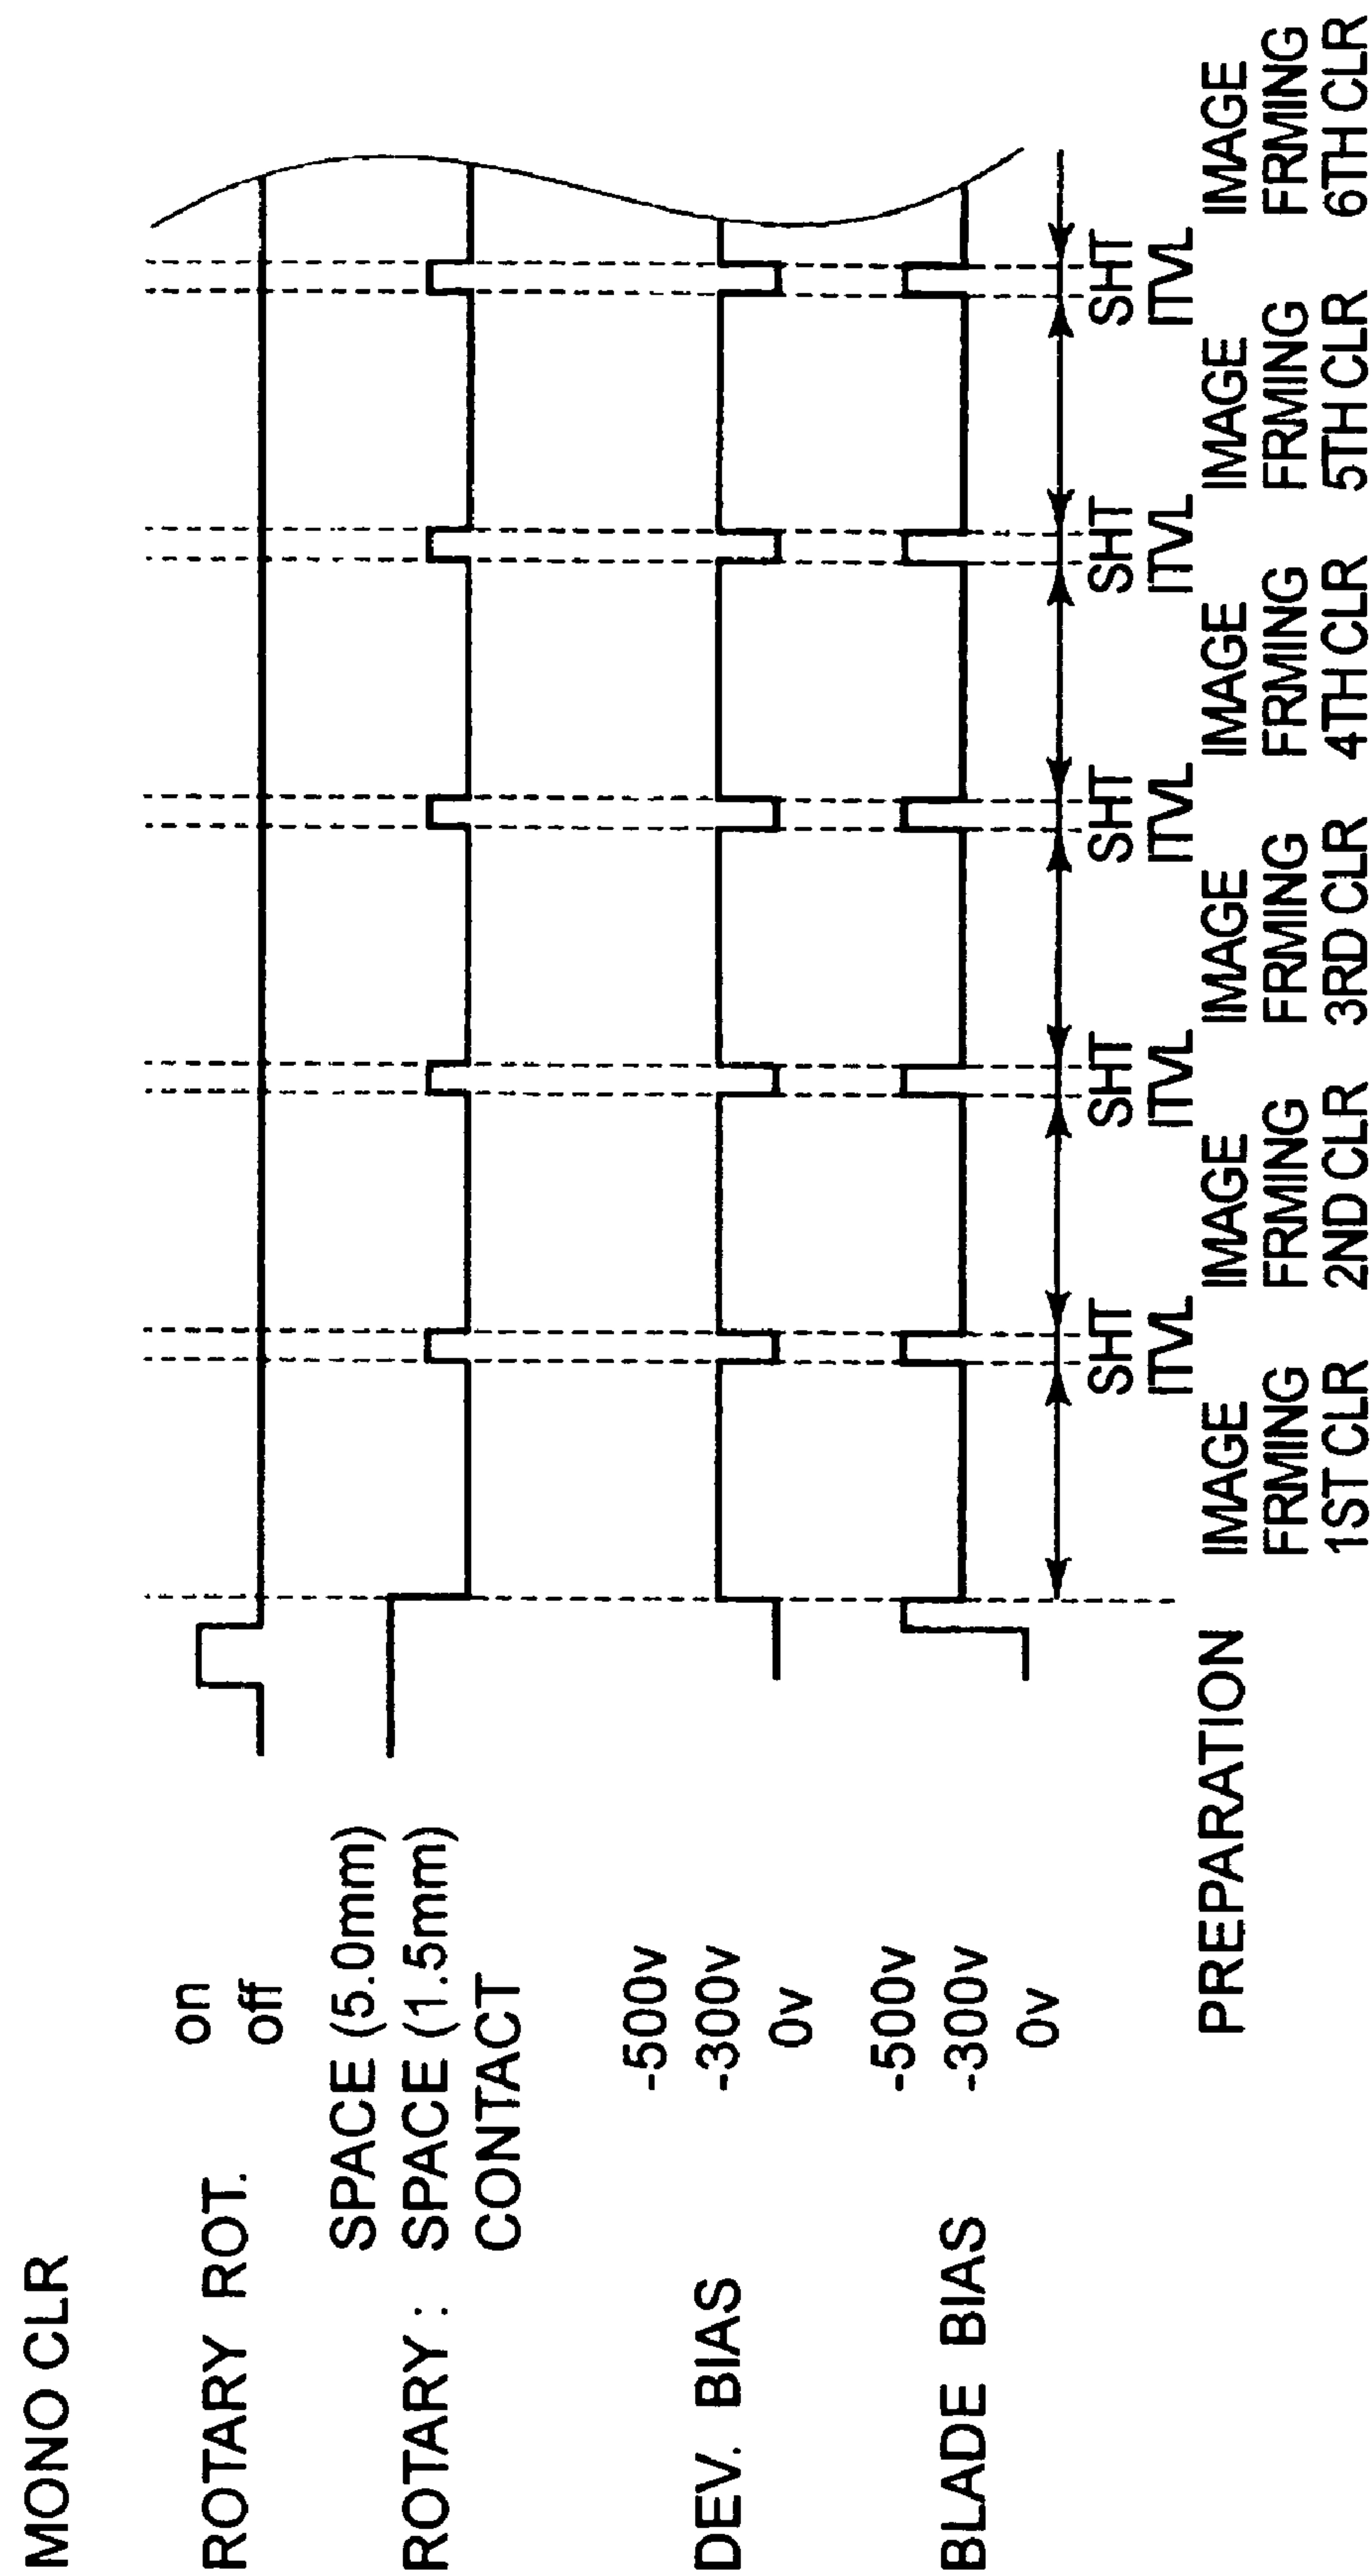 MONO CLR
ROTARY ROT.
on
off
ROTARY :
SPACE (5.0mm)
SPACE (1.5mm)
CONTACT
DEV. BIAS
-500v
-300v
0v
BLADE BIAS
-500v
-300v
0v
SHT
ITVL
SHT
ITVL
SHT
ITVL
SHT
ITVL
SHT
ITVL
PREPARATION
IMAGE
FRMING
1ST CLR
IMAGE
FRMING
2ND CLR
IMAGE
FRMING
3RD CLR
IMAGE
FRMING
4TH CLR
IMAGE
FRMING
5TH CLR
IMAGE
FRMING
6TH CLR